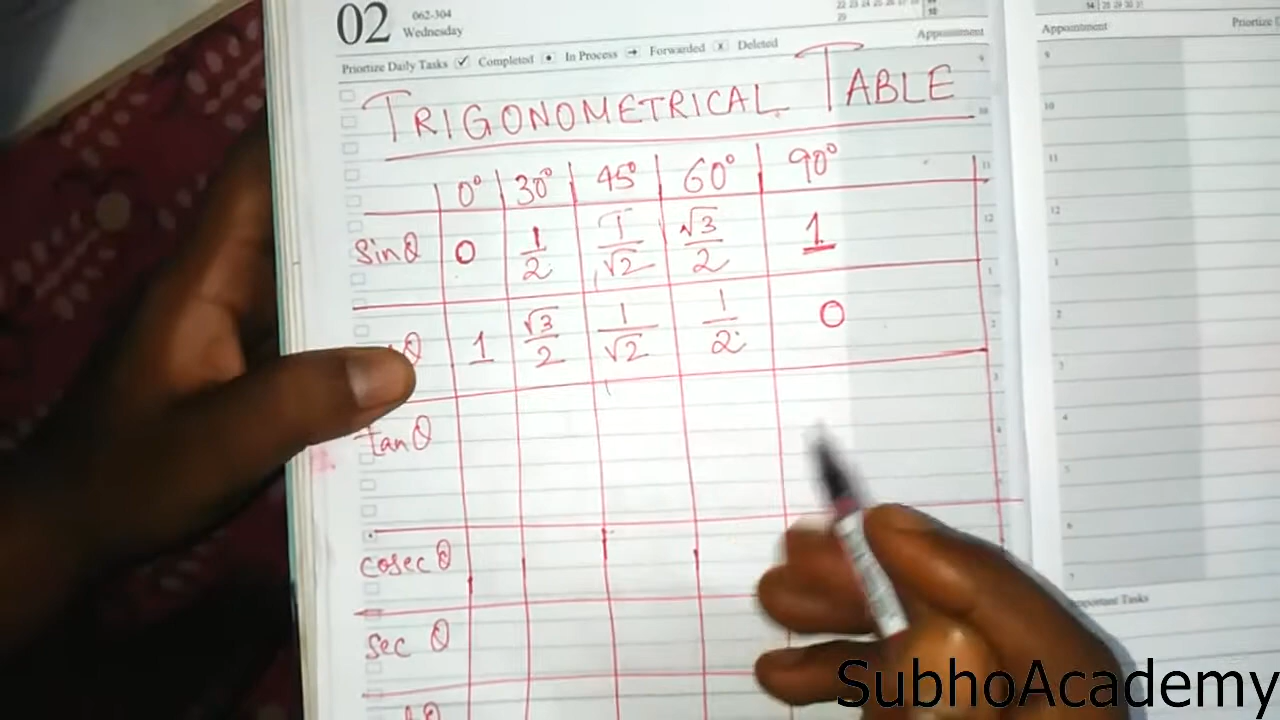 02 062-304
Wednesday
Priortize Daily Tasks ✓ Completed • In Process → Forwarded x Deleted Appointment
Appointment
TRIGONOMETRICAL TABLE
0° 30° 45° 60° 90°
sinθ 0 1/2 1/√2 √3/2 1
θ 1 √3/2 1/√2 1/2 0
tanθ
cosec θ
sec θ
SubhoAcademy